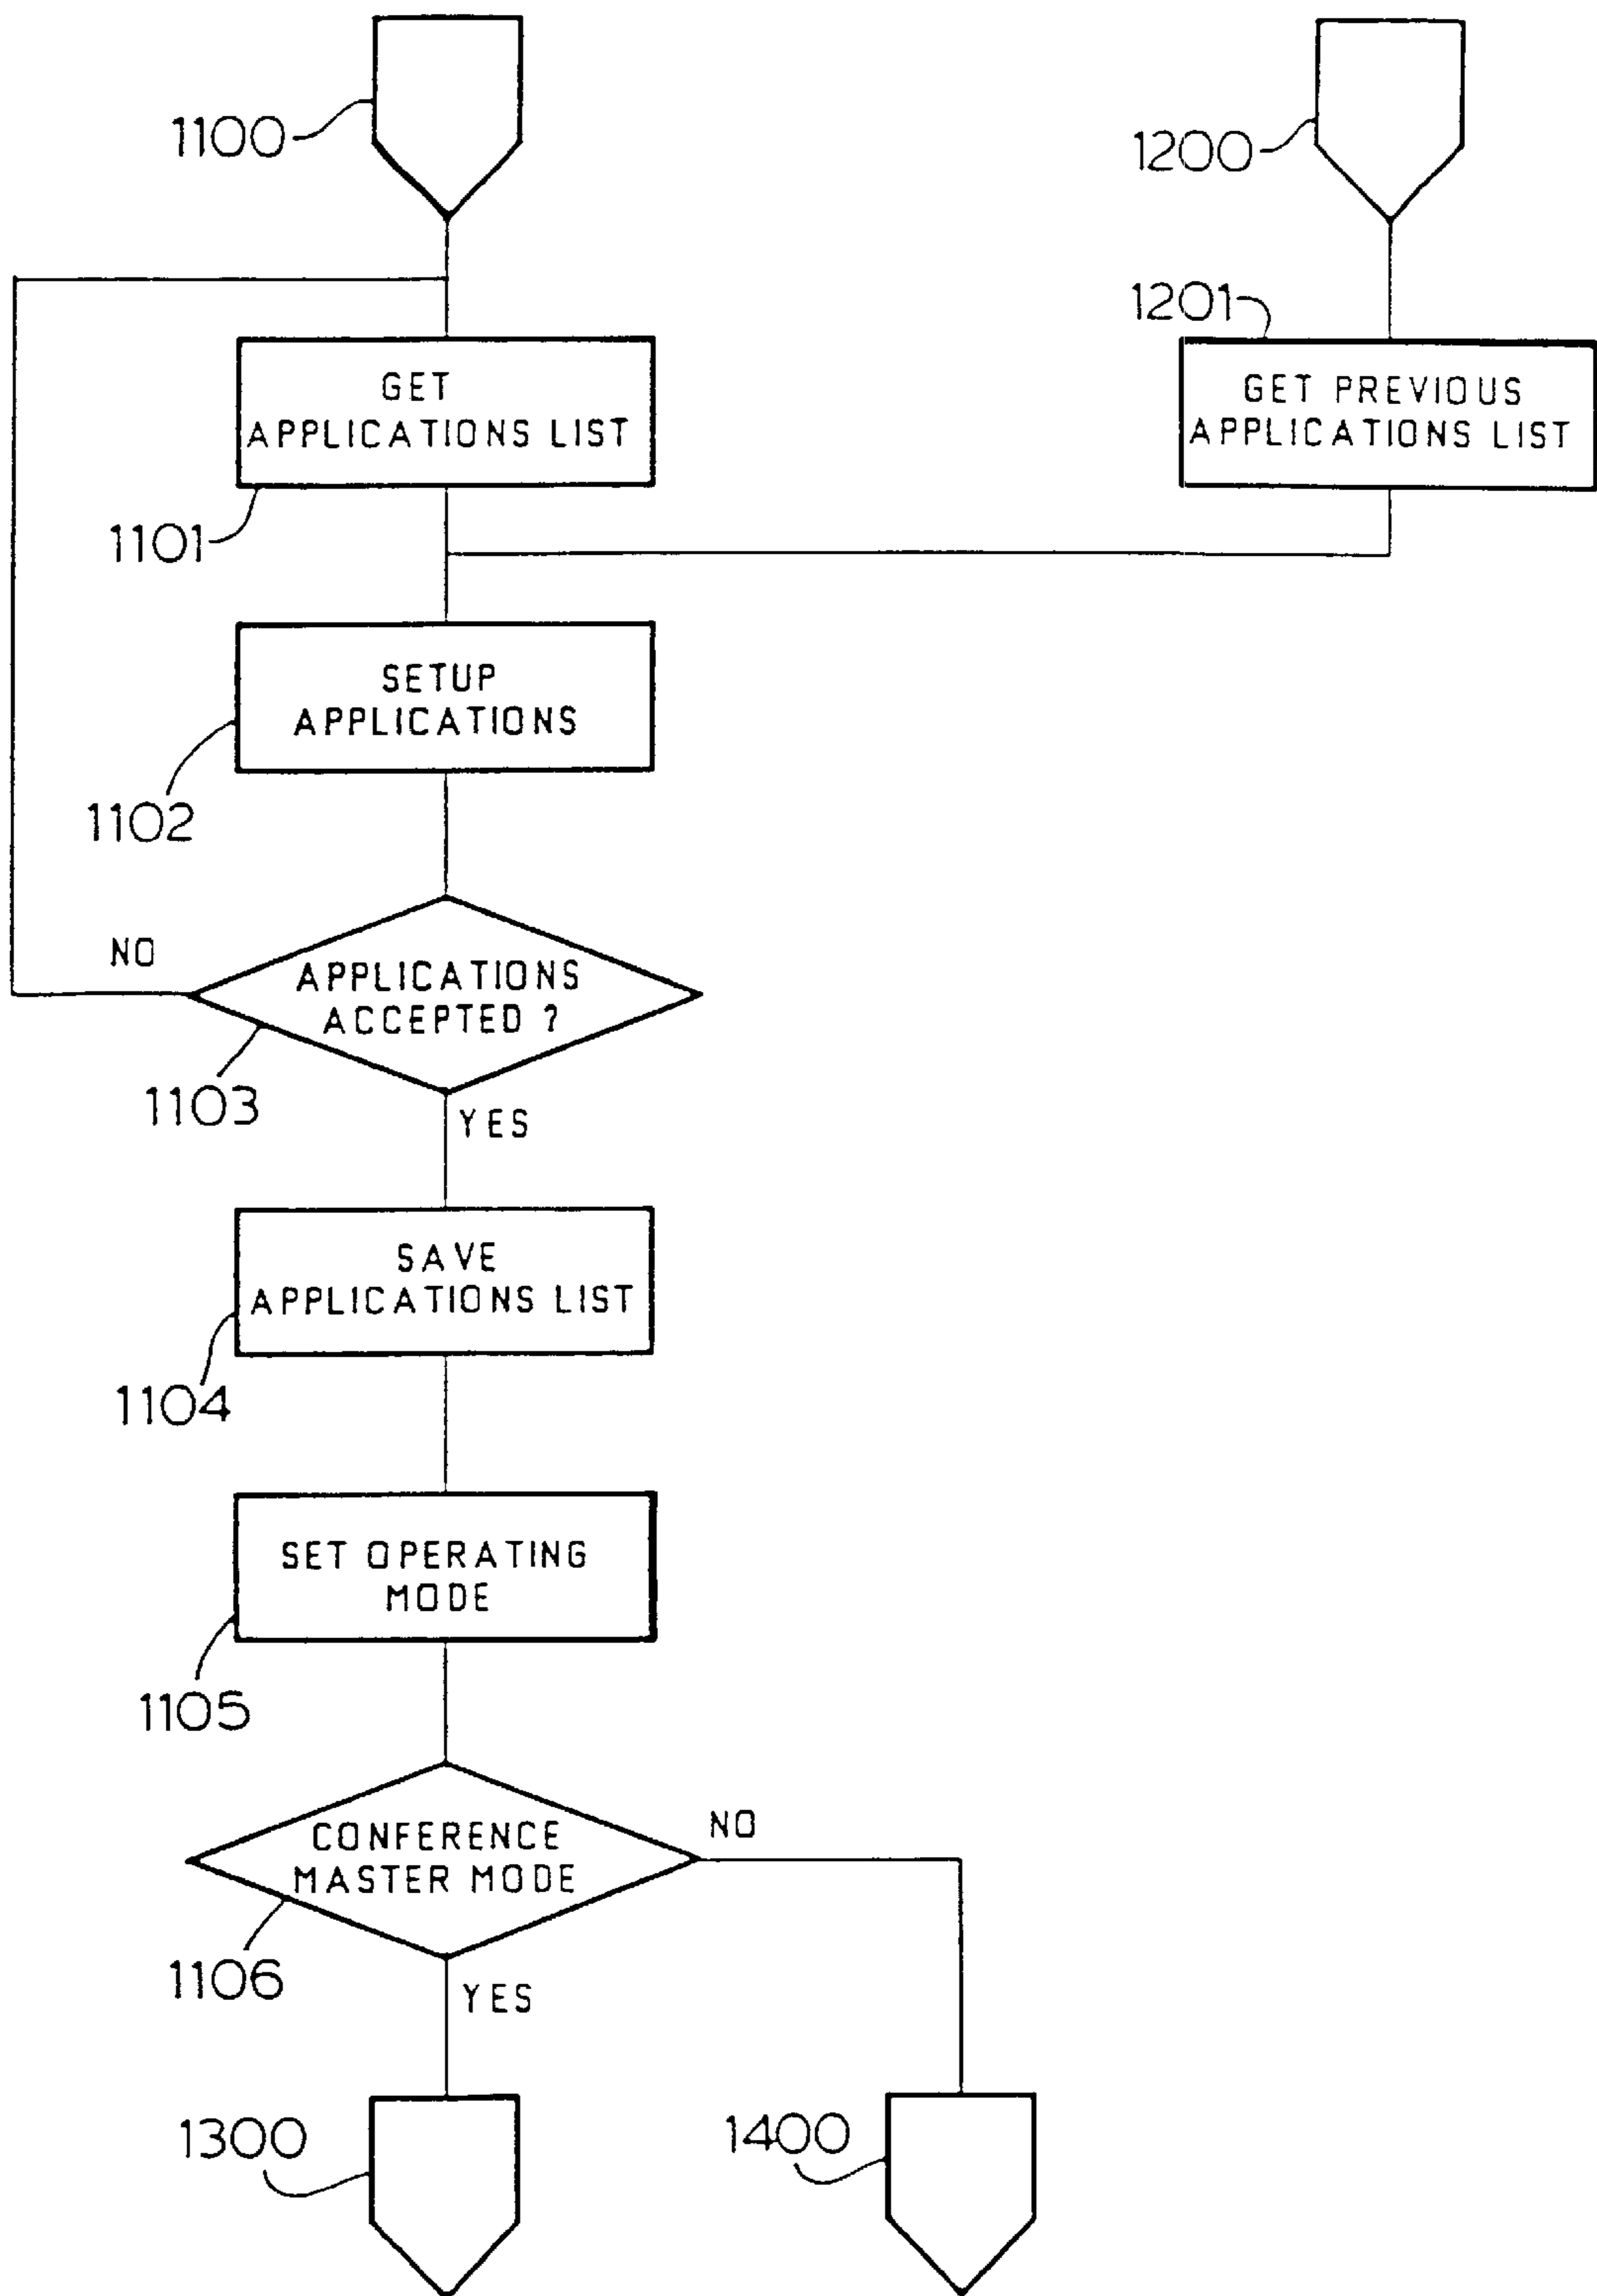 1100
1200
1201
GET
APPLICATIONS LIST
GET PREVIOUS
APPLICATIONS LIST
1101
SETUP
APPLICATIONS
1102
NO
APPLICATIONS
ACCEPTED ?
1103
YES
SAVE
APPLICATIONS LIST
1104
SET OPERATING
MODE
1105
CONFERENCE
MASTER MODE
NO
1106
YES
1300
1400